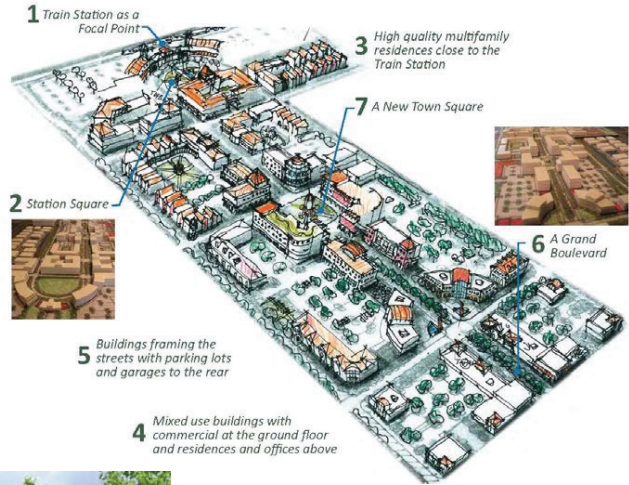 1 Train Station as a
Focal Point
3 High quality multifamily
residences close to the
Train Station
7 A New Town Square
2 Station Square
6 A Grand
Boulevard
5 Buildings framing the
streets with parking lots
and garages to the rear
4 Mixed use buildings with
commercial at the ground floor
and residences and offices above